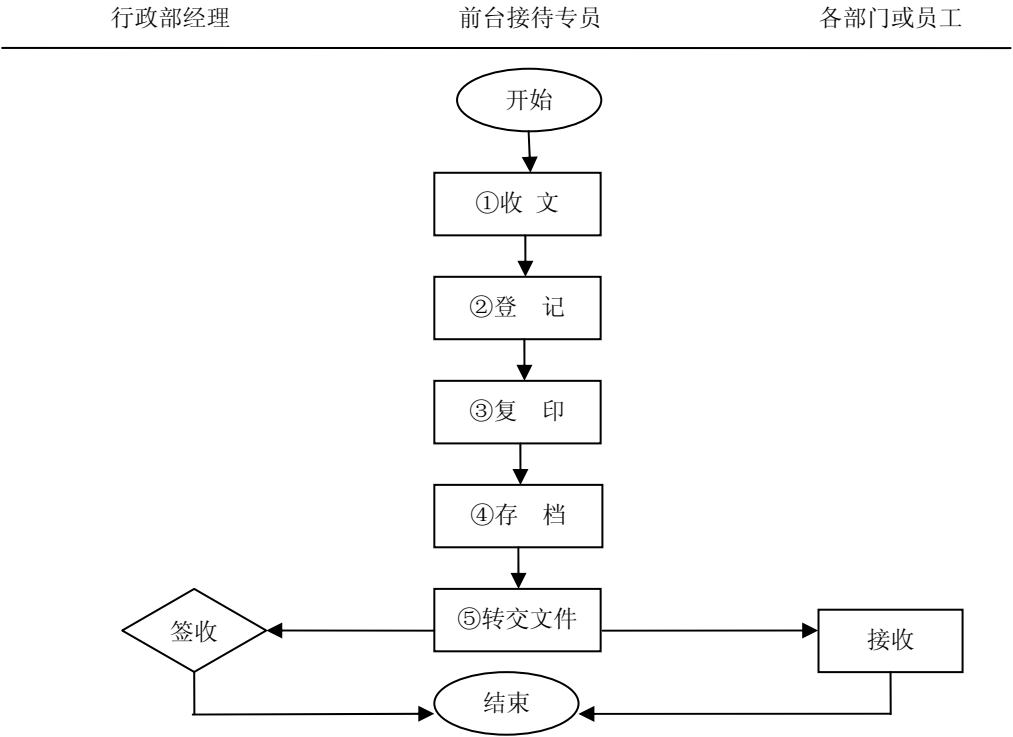 行政部经理 前台接待专员 各部门或员工
开始
①收 文
②登 记
③复 印
④存 档
⑤转交文件
签收
接收
结束